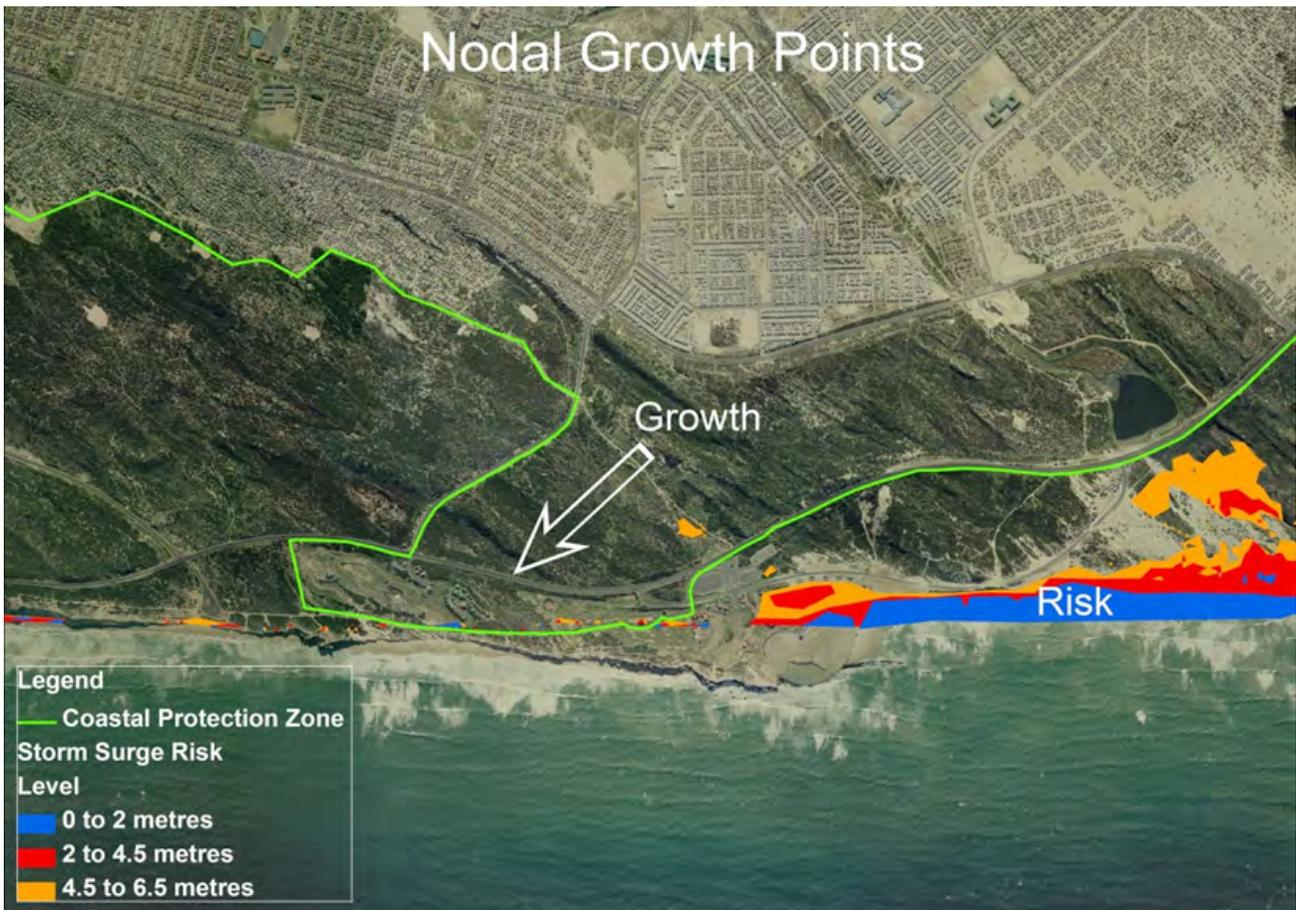 Nodal Growth Points
Growth
Risk
Legend
Coastal Protection Zone
Storm Surge Risk
Level
0 to 2 metres
2 to 4.5 metres
4.5 to 6.5 metres